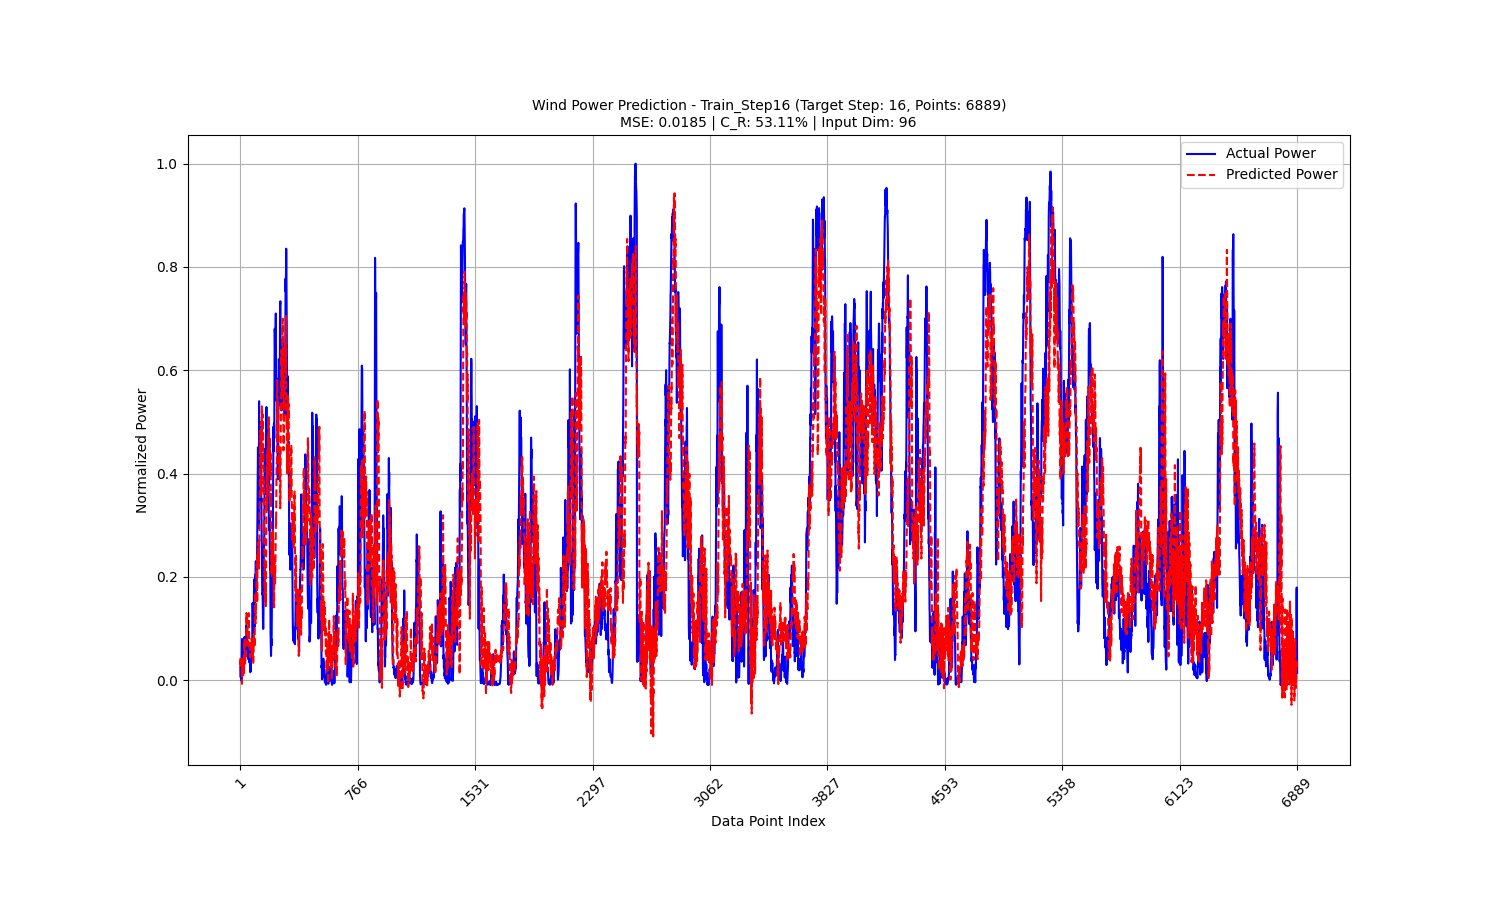 Wind Power Prediction - Train_Step16 (Target Step: 16, Points: 6889)
MSE: 0.0185 | C_R: 53.11% | Input Dim: 96
Actual Power
Predicted Power
Normalized Power
1.0
0.8
0.6
0.4
0.2
0.0
1
766
1531
2297
3062
3827
4593
5358
6123
6889
Data Point Index